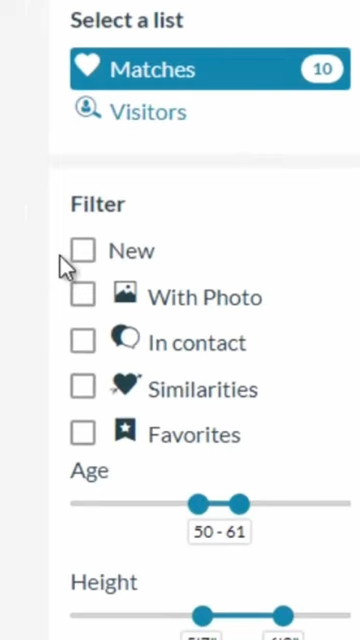 Select a list
Matches 10
Visitors
Filter
New
With Photo
In contact
Similarities
Favorites
Age
50 - 61
Height